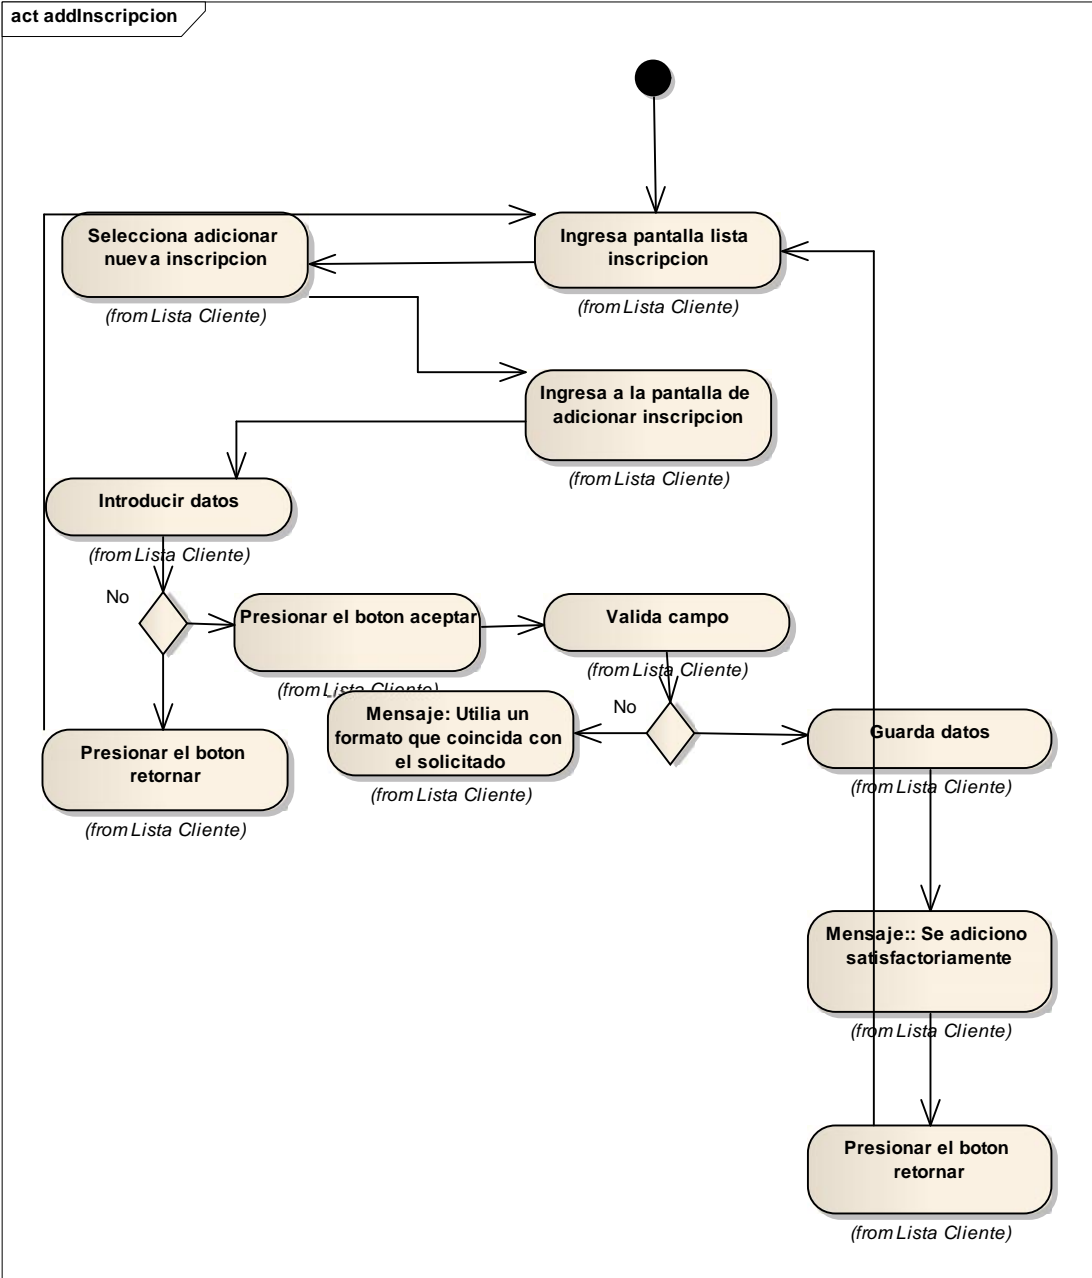 act addInscripcion
Selecciona adicionar
nueva inscripcion
(from Lista Cliente)
Ingresa pantalla lista
inscripcion
(from Lista Cliente)
Ingresa a la pantalla de
adicionar inscripcion
(from Lista Cliente)
Introducir datos
(from Lista Cliente)
No
Presionar el boton aceptar
(from Lista Cliente)
Valida campo
(from Lista Cliente)
No
Mensaje: Utilia un
formato que coincida con
el solicitado
(from Lista Cliente)
Guarda datos
(from Lista Cliente)
Presionar el boton
retornar
(from Lista Cliente)
Mensaje:: Se adiciono
satisfactoriamente
(from Lista Cliente)
Presionar el boton
retornar
(from Lista Cliente)